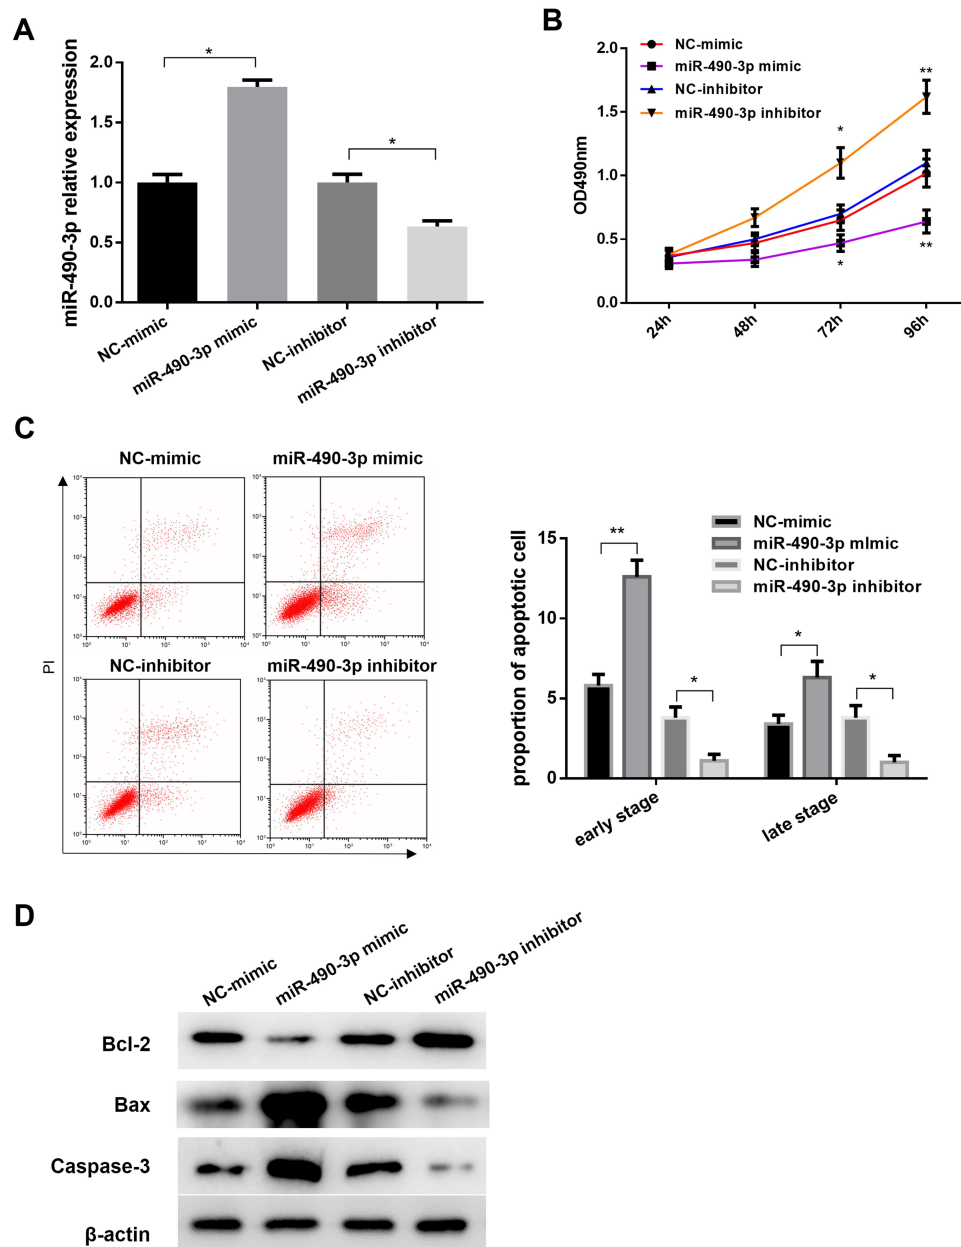 A
miR-490-3p relative expression
2.0
1.5
1.0
0.5
0.0
*
*
NC-mimic
miR-490-3p mimic
NC-inhibitor
miR-490-3p inhibitor
B
NC-mimic
miR-490-3p mimic
NC-inhibitor
miR-490-3p inhibitor
OD490nm
2.0
1.5
1.0
0.5
0.0
*
**
*
**
24h
48h
72h
96h
C
NC-mimic
miR-490-3p mimic
NC-inhibitor
miR-490-3p inhibitor
PI
NC-mimic
miR-490-3p mImic
NC-inhibitor
miR-490-3p inhibitor
proportion of apoptotic cell
15
10
5
0
**
*
*
*
early stage
late stage
D
NC-mimic
miR-490-3p mimic
NC-inhibitor
miR-490-3p inhibitor
Bcl-2
Bax
Caspase-3
β-actin